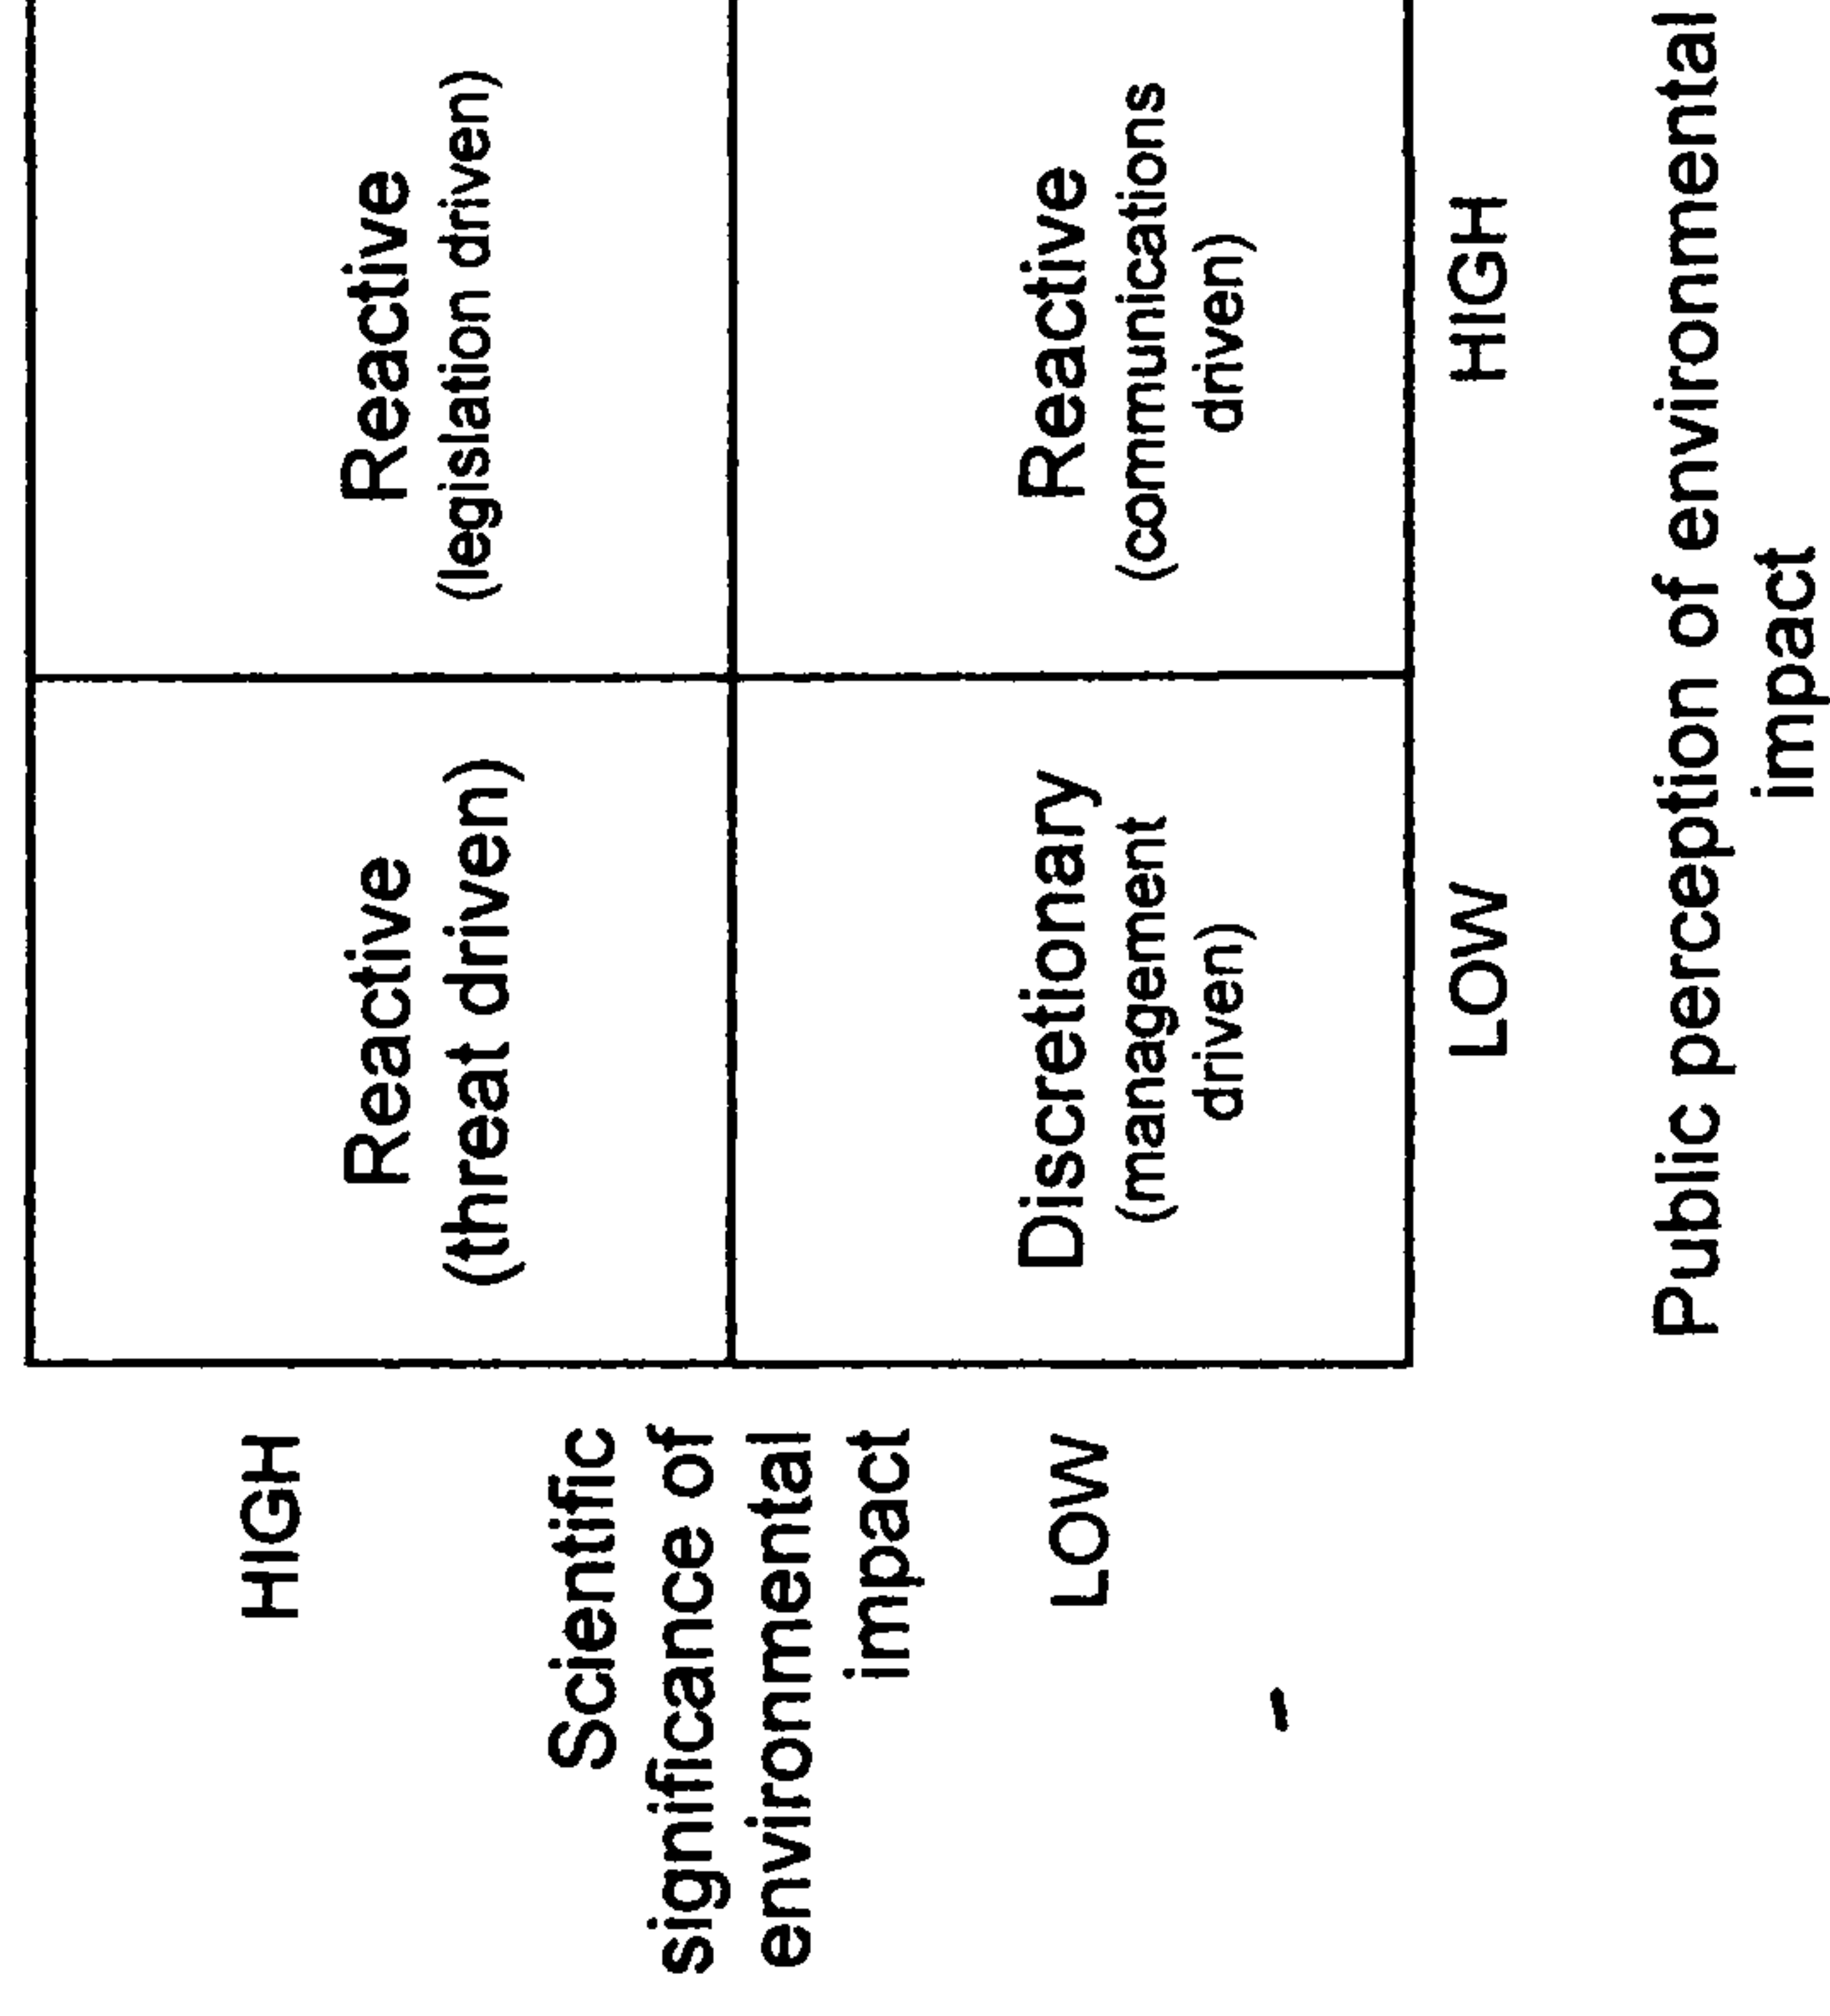 HIGH
Reactive
(threat driven)
Reactive
(legislation driven)
Scientific
significance of
environmental
impact
LOW
Discretionary
(management
driven)
Reactive
(communications
driven)
LOW
HIGH
Public perception of environmental
impact